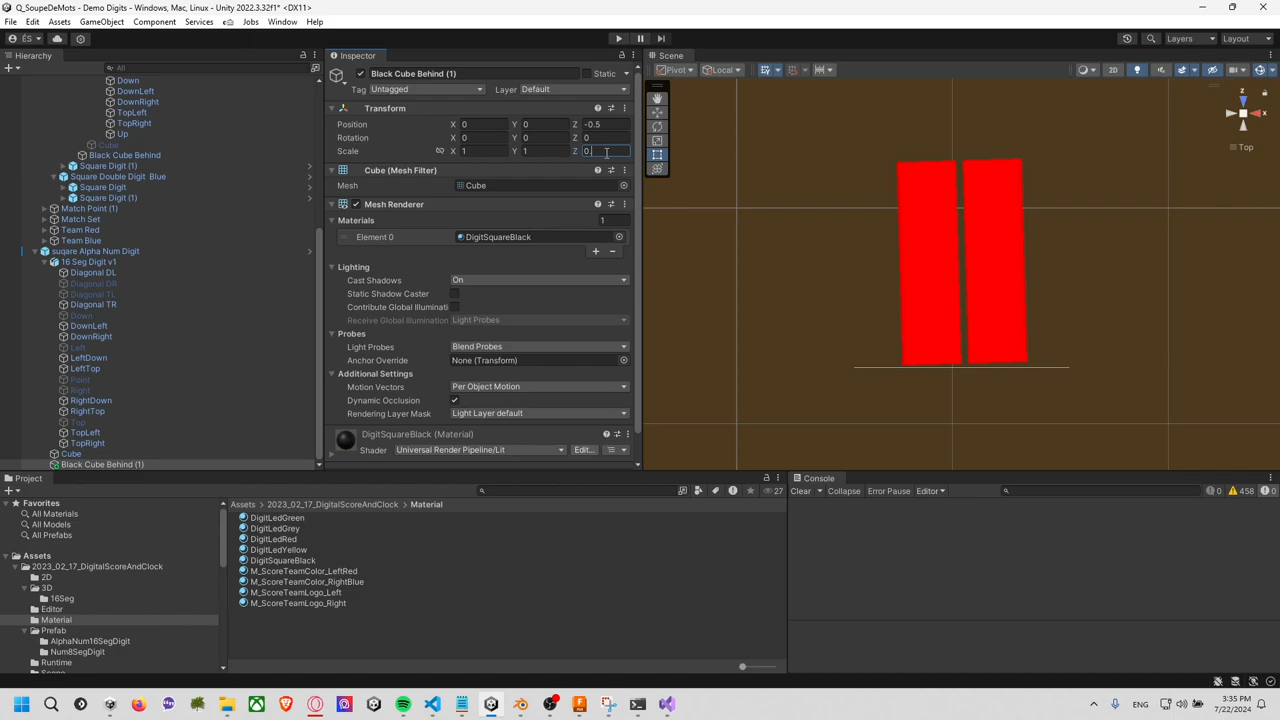 Q_SoupeDeMots - Demo Digits - Windows, Mac, Linux - Unity 2022.3.32f1* <DX11>
File Edit Assets GameObject Component Services Jobs Window Help
ÉS
Layers Layout
Hierarchy
All
Down
DownLeft
DownRight
TopLeft
TopRight
Up
Cube
Black Cube Behind
Square Digit (1)
Square Double Digit Blue
Square Digit
Square Digit (1)
Match Point (1)
Match Set
Team Red
Team Blue
suqare Alpha Num Digit
16 Seg Digit v1
Diagonal DL
Diagonal DR
Diagonal TL
Diagonal TR
Down
DownLeft
DownRight
Left
LeftDown
LeftTop
Point
Right
RightDown
RightTop
Top
TopLeft
TopRight
Cube
Black Cube Behind (1)
Inspector
Black Cube Behind (1) Static
Tag Untagged Layer Default
Transform
Position X 0 Y 0 Z -0.5
Rotation X 0 Y 0 Z 0
Scale X 1 Y 1 Z 0.
Cube (Mesh Filter)
Mesh Cube
Mesh Renderer
Materials 1
Element 0 DigitSquareBlack
Lighting
Cast Shadows On
Static Shadow Caster
Contribute Global Illuminati
Receive Global Illumination Light Probes
Probes
Light Probes Blend Probes
Anchor Override None (Transform)
Additional Settings
Motion Vectors Per Object Motion
Dynamic Occlusion
Rendering Layer Mask Light Layer default
DigitSquareBlack (Material)
Shader Universal Render Pipeline/Lit Edit...
Scene
Pivot Local 2D
z
x
Top
Project
27
Favorites
All Materials
All Models
All Prefabs
Assets
2023_02_17_DigitalScoreAndClock
2D
3D
16Seg
Editor
Material
Prefab
AlphaNum16SegDigit
Num8SegDigit
Runtime
Scene
Assets > 2023_02_17_DigitalScoreAndClock > Material
DigitLedGreen
DigitLedGrey
DigitLedRed
DigitLedYellow
DigitSquareBlack
M_ScoreTeamColor_LeftRed
M_ScoreTeamColor_RightBlue
M_ScoreTeamLogo_Left
M_ScoreTeamLogo_Right
Console
Clear Collapse Error Pause Editor 0 458 0
ENG
3:35 PM
7/22/2024